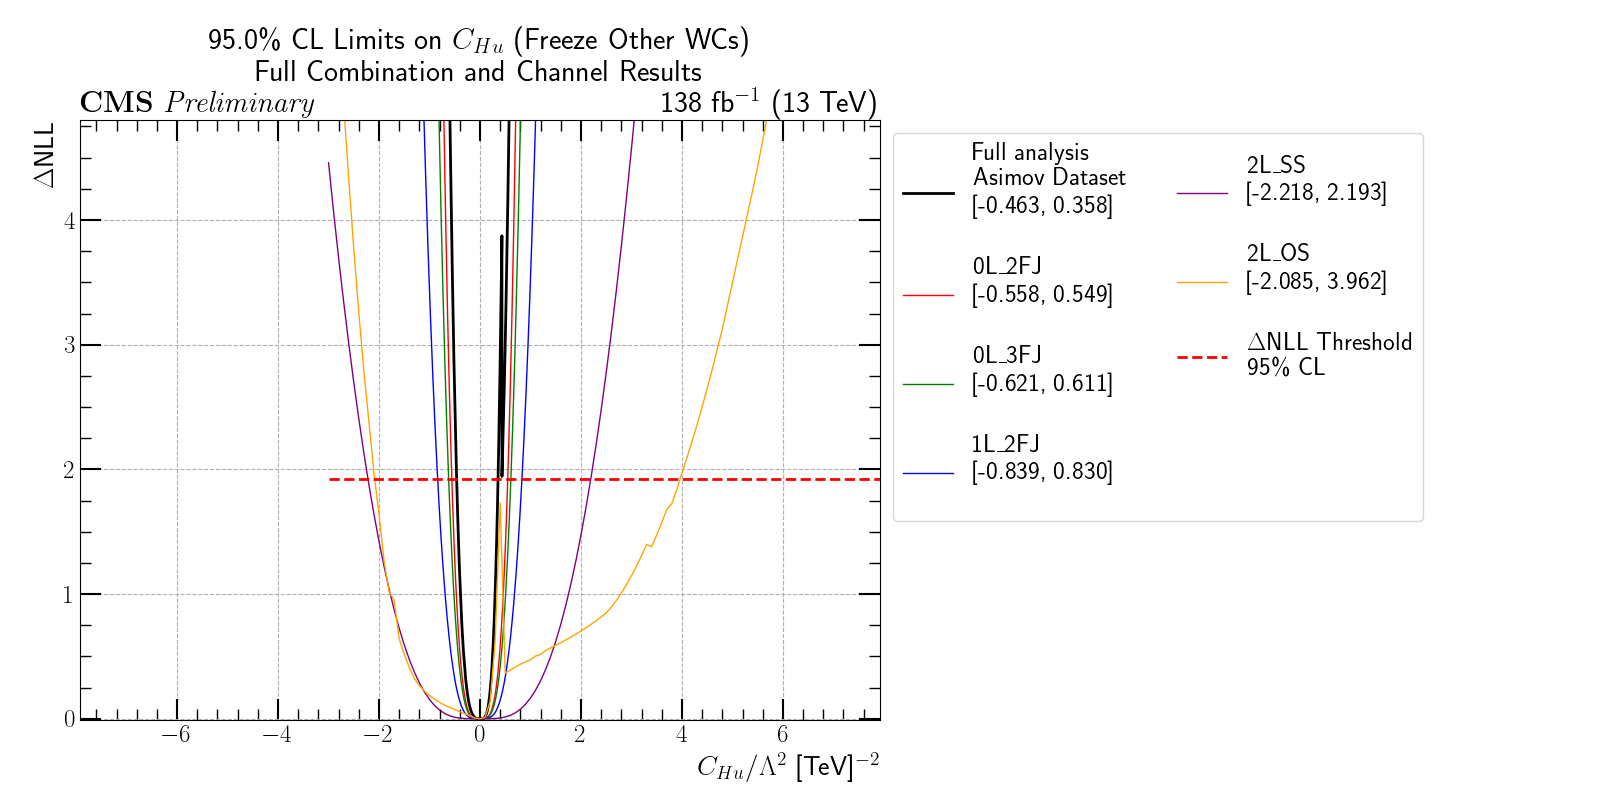 95.0% CL Limits on C_Hu (Freeze Other WCs)
Full Combination and Channel Results
CMS Preliminary
138 fb⁻¹ (13 TeV)
ΔNLL
4
3
2
1
0
−6
−4
−2
0
2
4
6
C_Hu/Λ² [TeV]⁻²
Full analysis
Asimov Dataset
[-0.463, 0.358]
0L_2FJ
[-0.558, 0.549]
0L_3FJ
[-0.621, 0.611]
1L_2FJ
[-0.839, 0.830]
2L_SS
[-2.218, 2.193]
2L_OS
[-2.085, 3.962]
ΔNLL Threshold
95% CL